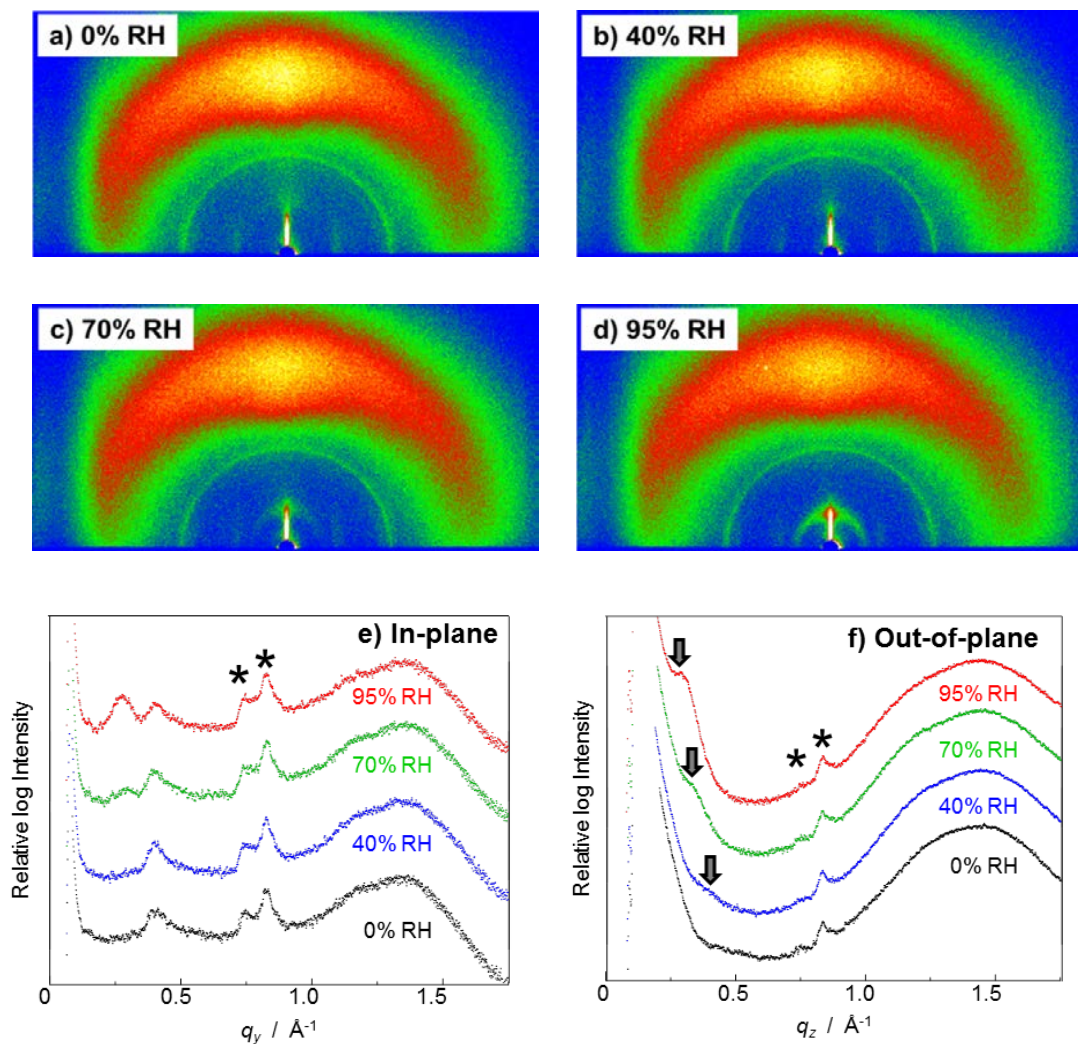 a) 0% RH
b) 40% RH
c) 70% RH
d) 95% RH
e) In-plane
* *
95% RH
70% RH
40% RH
0% RH
Relative log Intensity
0 0.5 1.0 1.5
q_y / Å⁻¹
f) Out-of-plane
* *
95% RH
70% RH
40% RH
0% RH
Relative log Intensity
0 0.5 1.0 1.5
q_z / Å⁻¹